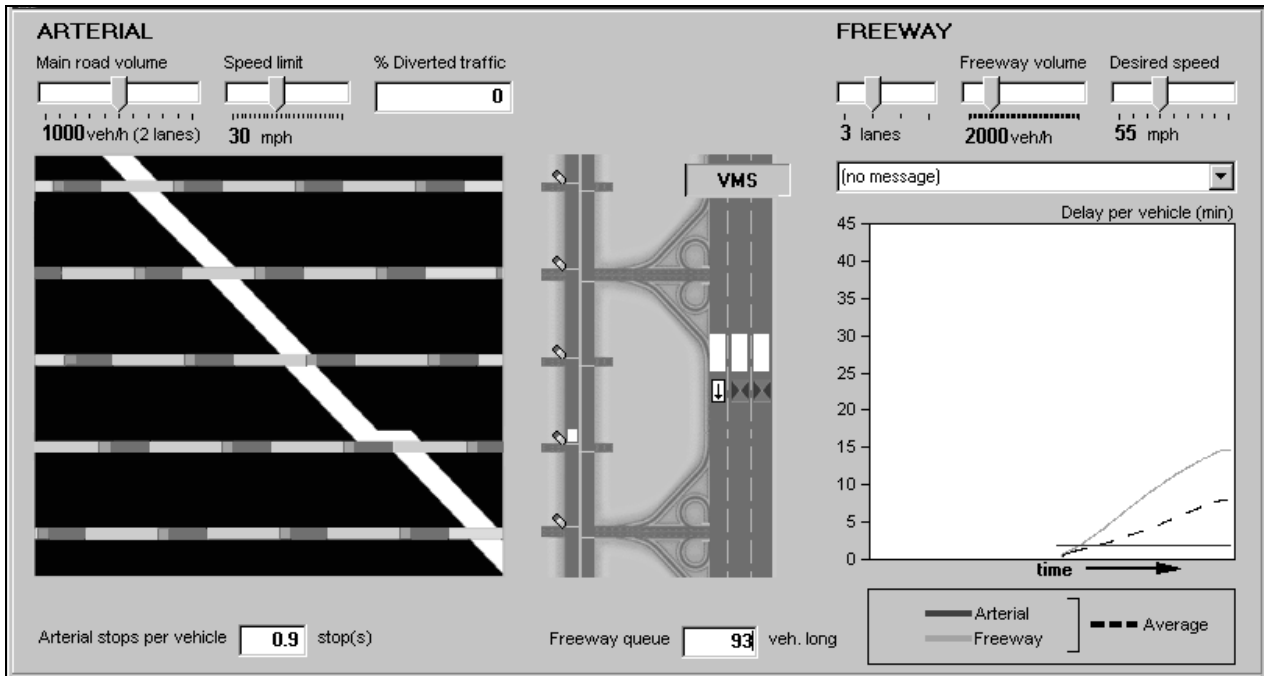 ARTERIAL
Main road volume
Speed limit
% Diverted traffic
0
1000 veh/h (2 lanes)
30 mph
FREEWAY
Freeway volume
Desired speed
3 lanes
2000 veh/h
55 mph
VMS
(no message)
Delay per vehicle (min)
45
40
35
30
25
20
15
10
5
0
time
Arterial
Freeway
Average
Arterial stops per vehicle 0.9 stop(s)
Freeway queue 93 veh. long